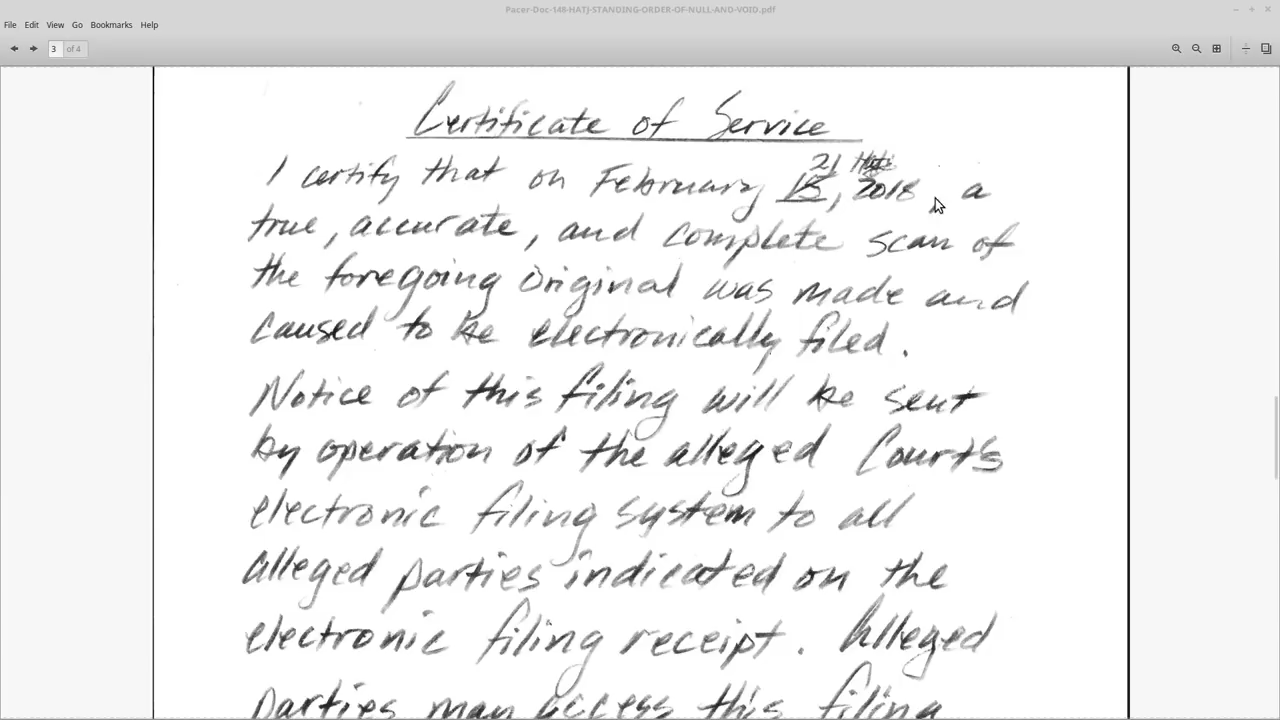 Pacer-Doc-148-HATJ-STANDING-ORDER-OF-NULL-AND-VOID.pdf
File Edit View Go Bookmarks Help
3 of 4
Certificate of Service
21
I certify that on February 18, 2018, a
true, accurate, and complete scan of
the foregoing original was made and
caused to be electronically filed.
Notice of this filing will be sent
by operation of the alleged Court's
electronic filing system to all
alleged parties indicated on the
electronic filing receipt. Alleged
parties may access this filing